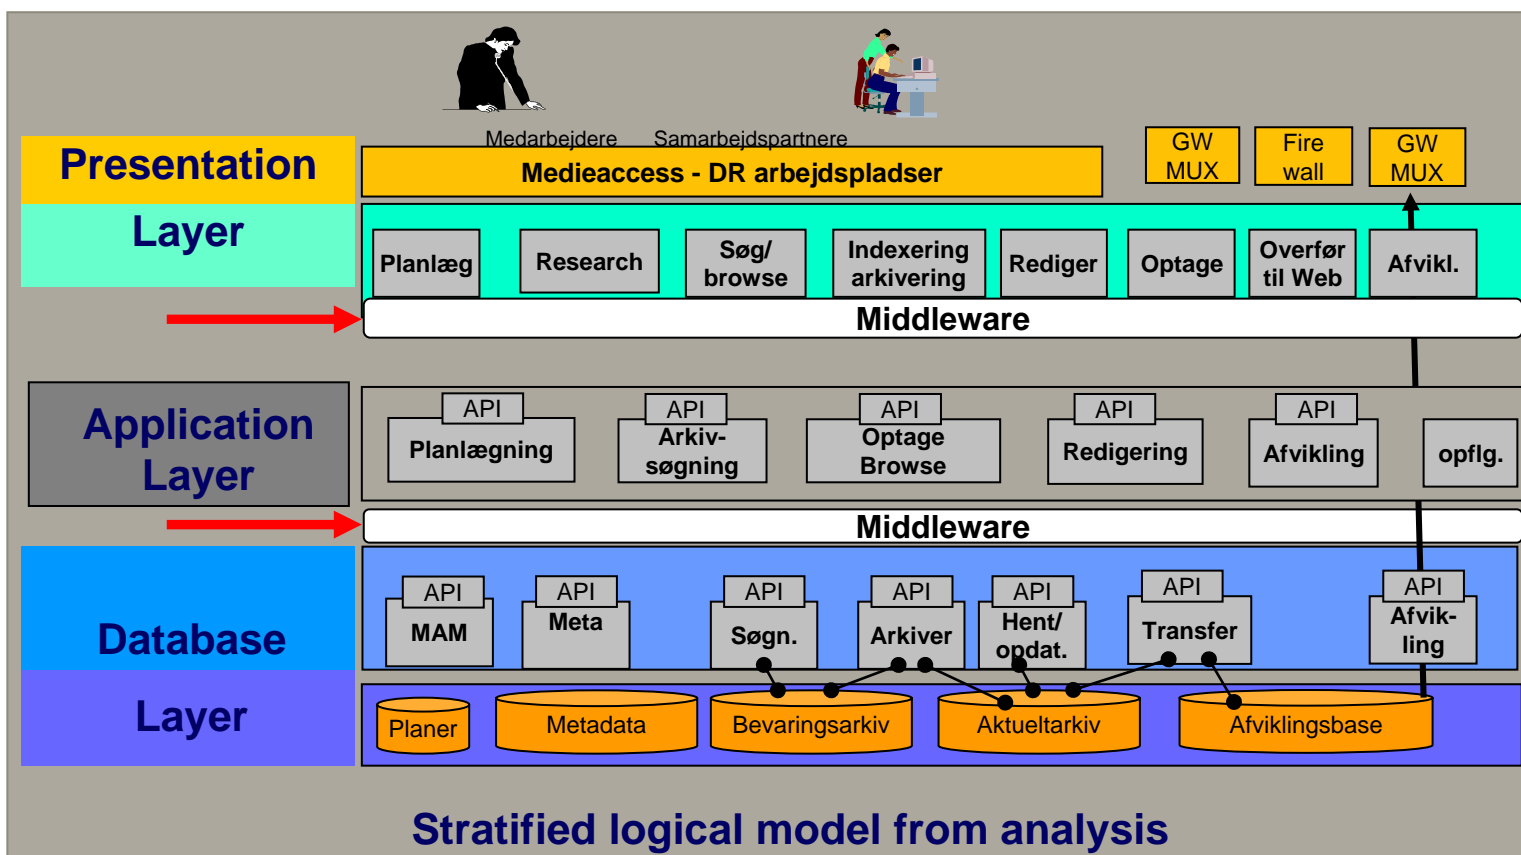 Medarbejdere
Samarbejdspartnere
Presentation
Layer
Medieaccess - DR arbejdspladser
GW
MUX
Fire
wall
GW
MUX
Planlæg
Research
Søg/
browse
Indexering
arkivering
Rediger
Optage
Overfør
til Web
Afvikl.
Middleware
Application
Layer
API
Planlægning
API
Arkiv-
søgning
API
Optage
Browse
API
Redigering
API
Afvikling
opflg.
Middleware
Database
Layer
API
MAM
API
Meta
API
Søgn.
API
Arkiver
API
Hent/
opdat.
API
Transfer
API
Afvik-
ling
Planer
Metadata
Bevaringsarkiv
Aktueltarkiv
Afviklingsbase
Stratified logical model from analysis